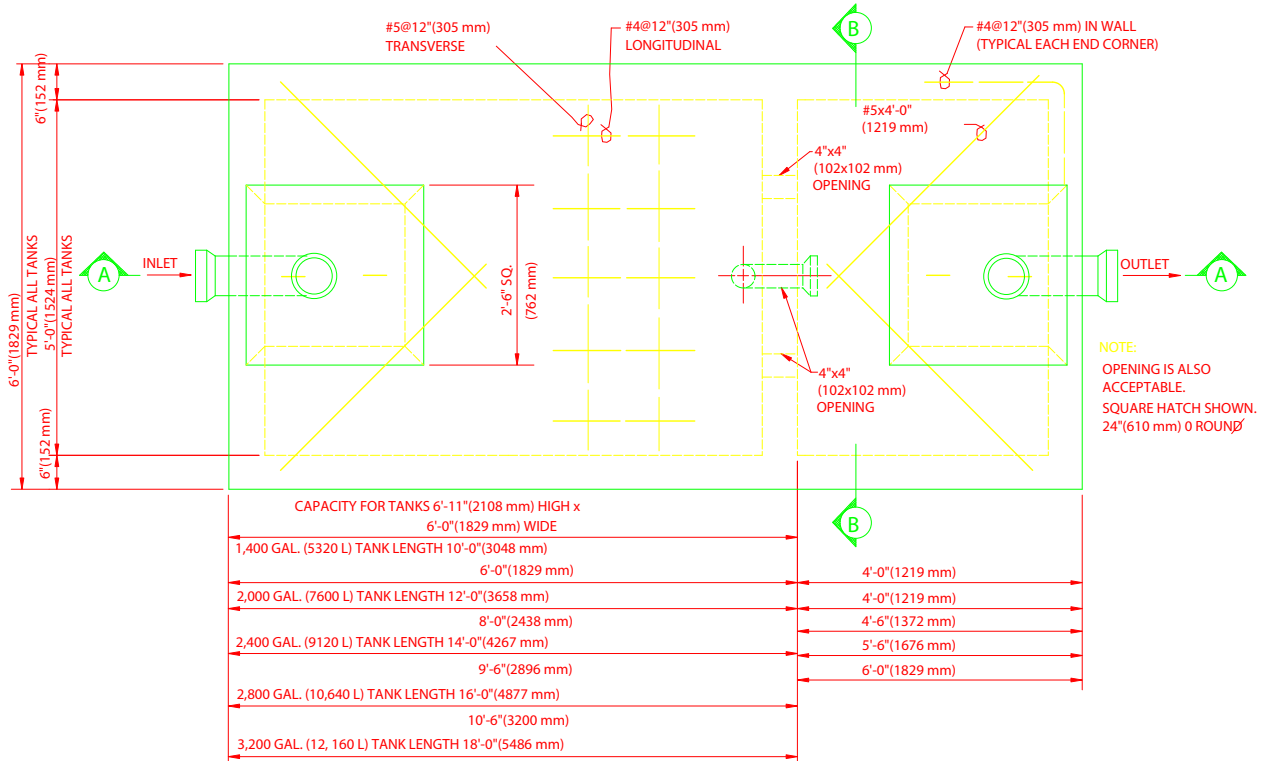 #5@12"(305 mm)
TRANSVERSE
#4@12"(305 mm)
LONGITUDINAL
B
#4@12"(305 mm) IN WALL
(TYPICAL EACH END CORNER)
6"(152 mm)
#5x4'-0"
(1219 mm)
4"x4"
(102x102 mm)
OPENING
6'-0"(1829 mm)
TYPICAL ALL TANKS
5'-0"(1524 mm)
TYPICAL ALL TANKS
A
INLET
2'-6" SQ.
(762 mm)
OUTLET
A
4"x4"
(102x102 mm)
OPENING
NOTE:
OPENING IS ALSO
ACCEPTABLE.
SQUARE HATCH SHOWN.
24"(610 mm) 0 ROUND
6"(152 mm)
CAPACITY FOR TANKS 6'-11"(2108 mm) HIGH x
6'-0"(1829 mm) WIDE
B
1,400 GAL. (5320 L) TANK LENGTH 10'-0"(3048 mm)
6'-0"(1829 mm)
4'-0"(1219 mm)
2,000 GAL. (7600 L) TANK LENGTH 12'-0"(3658 mm)
4'-0"(1219 mm)
8'-0"(2438 mm)
4'-6"(1372 mm)
2,400 GAL. (9120 L) TANK LENGTH 14'-0"(4267 mm)
5'-6"(1676 mm)
9'-6"(2896 mm)
6'-0"(1829 mm)
2,800 GAL. (10,640 L) TANK LENGTH 16'-0"(4877 mm)
10'-6"(3200 mm)
3,200 GAL. (12, 160 L) TANK LENGTH 18'-0"(5486 mm)